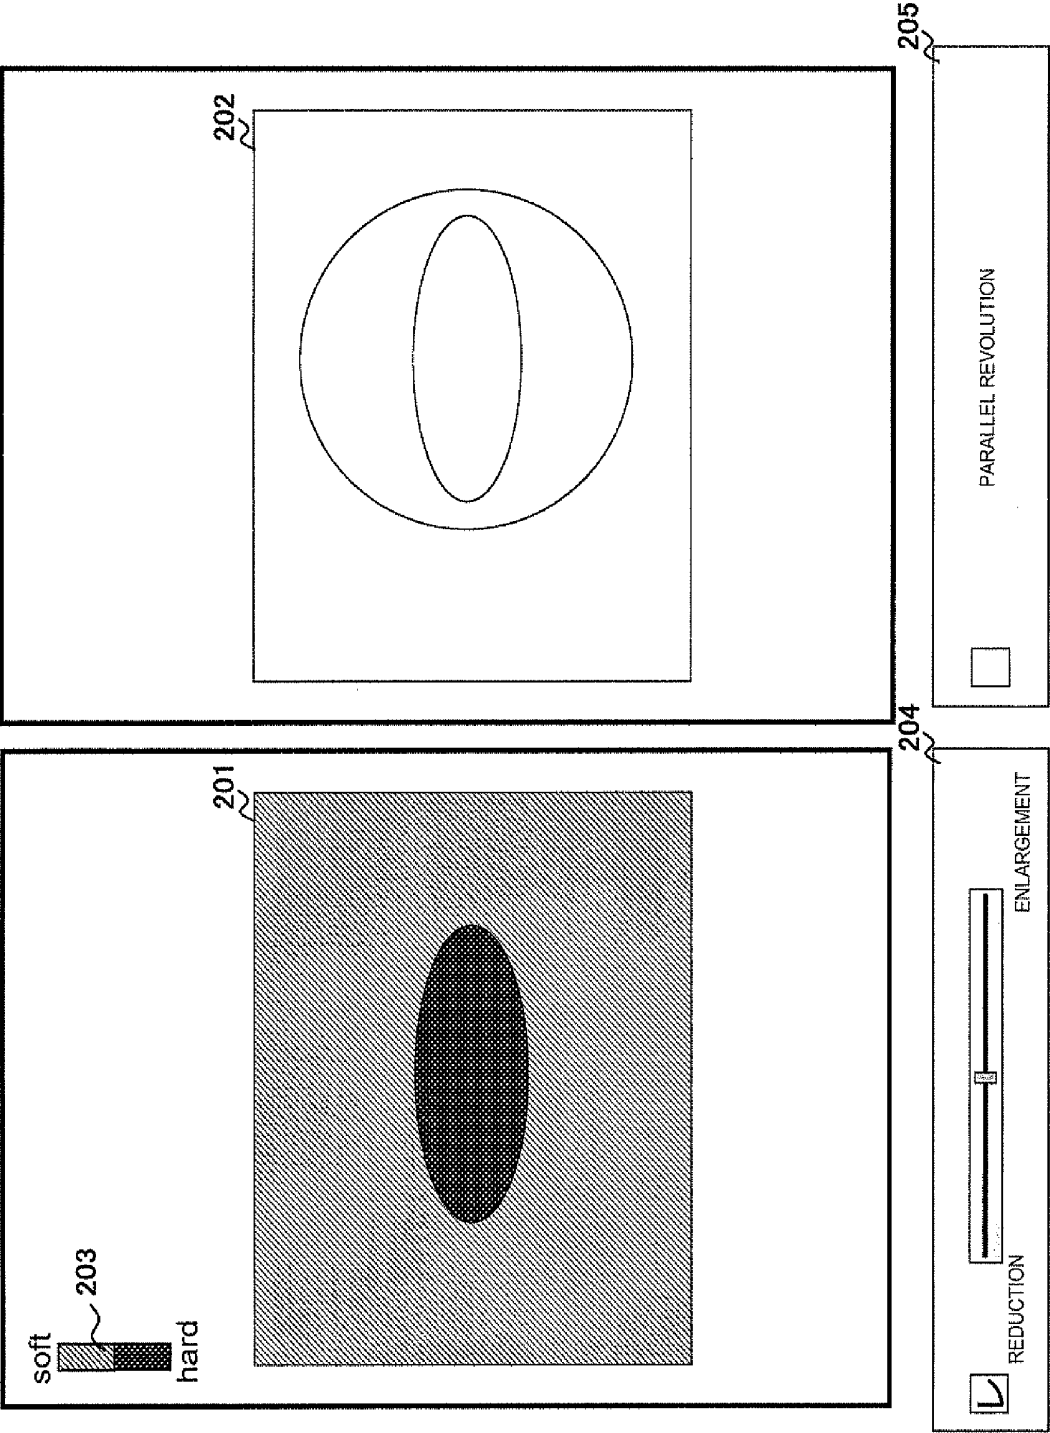 soft
203
hard
201
202
204
REDUCTION
ENLARGEMENT
205
PARALLEL REVOLUTION